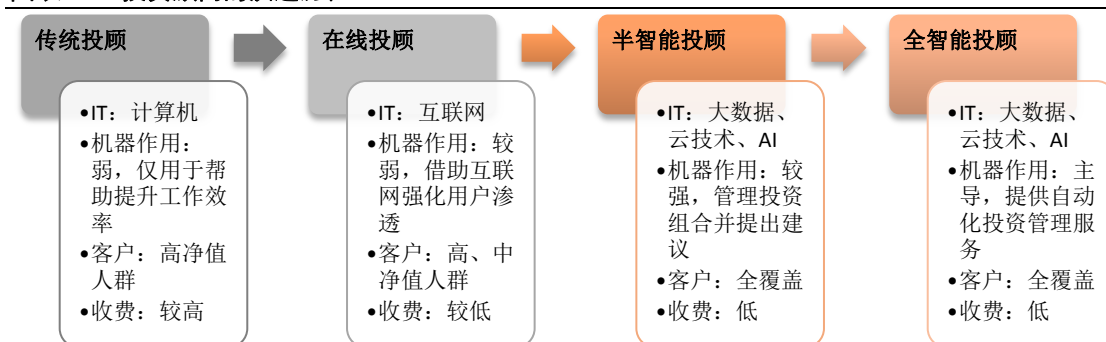 传统投顾
•IT：计算机
•机器作用：
弱，仅用于帮
助提升工作效
率
•客户：高净值
人群
•收费：较高
在线投顾
•IT：互联网
•机器作用：较
弱，借助互联
网强化用户渗
透
•客户：高、中
净值人群
•收费：较低
半智能投顾
•IT：大数据、
云技术、AI
•机器作用：较
强，管理投资
组合并提出建
议
•客户：全覆盖
•收费：低
全智能投顾
•IT：大数据、
云技术、AI
•机器作用：主
导，提供自动
化投资管理服
务
•客户：全覆盖
•收费：低